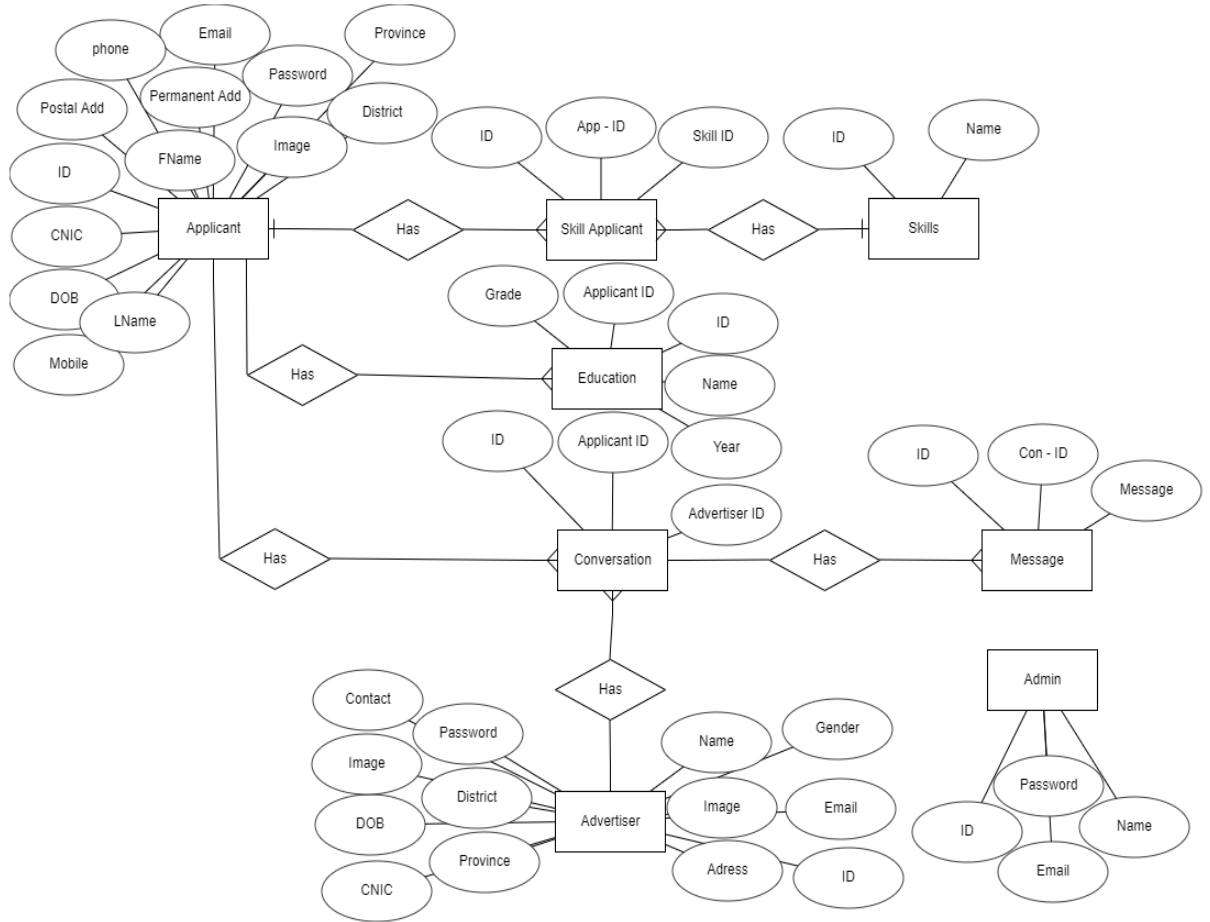 Email
Province
phone
Password
Permanent Add
Postal Add
District
FName
Image
ID
CNIC
DOB
LName
Mobile
Applicant
Has
ID
App - ID
Skill ID
Skill Applicant
Has
ID
Name
Skills
Has
Grade
Applicant ID
ID
Education
Name
Year
ID
Applicant ID
Advertiser ID
Has
Conversation
Has
ID
Con - ID
Message
Message
Has
Contact
Password
Image
District
DOB
Province
CNIC
Advertiser
Name
Gender
Image
Email
Adress
ID
Admin
Password
ID
Name
Email